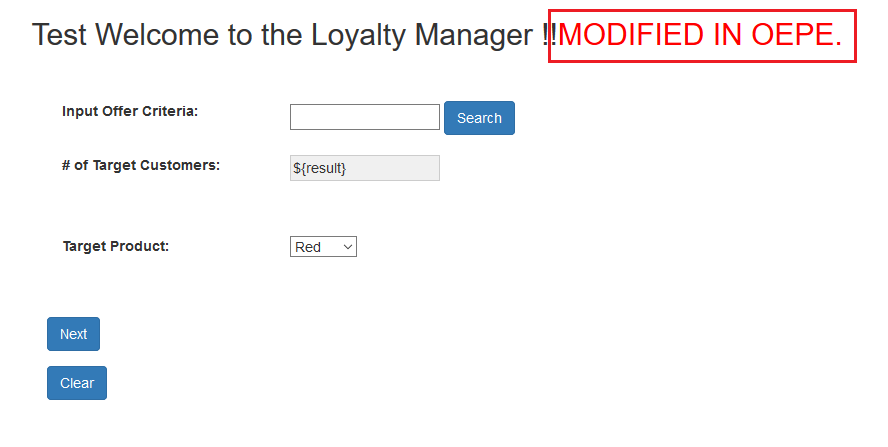 Test Welcome to the Loyalty Manager !!MODIFIED IN OEPE.
Input Offer Criteria: Search
# of Target Customers: ${result}
Target Product: Red
Next
Clear